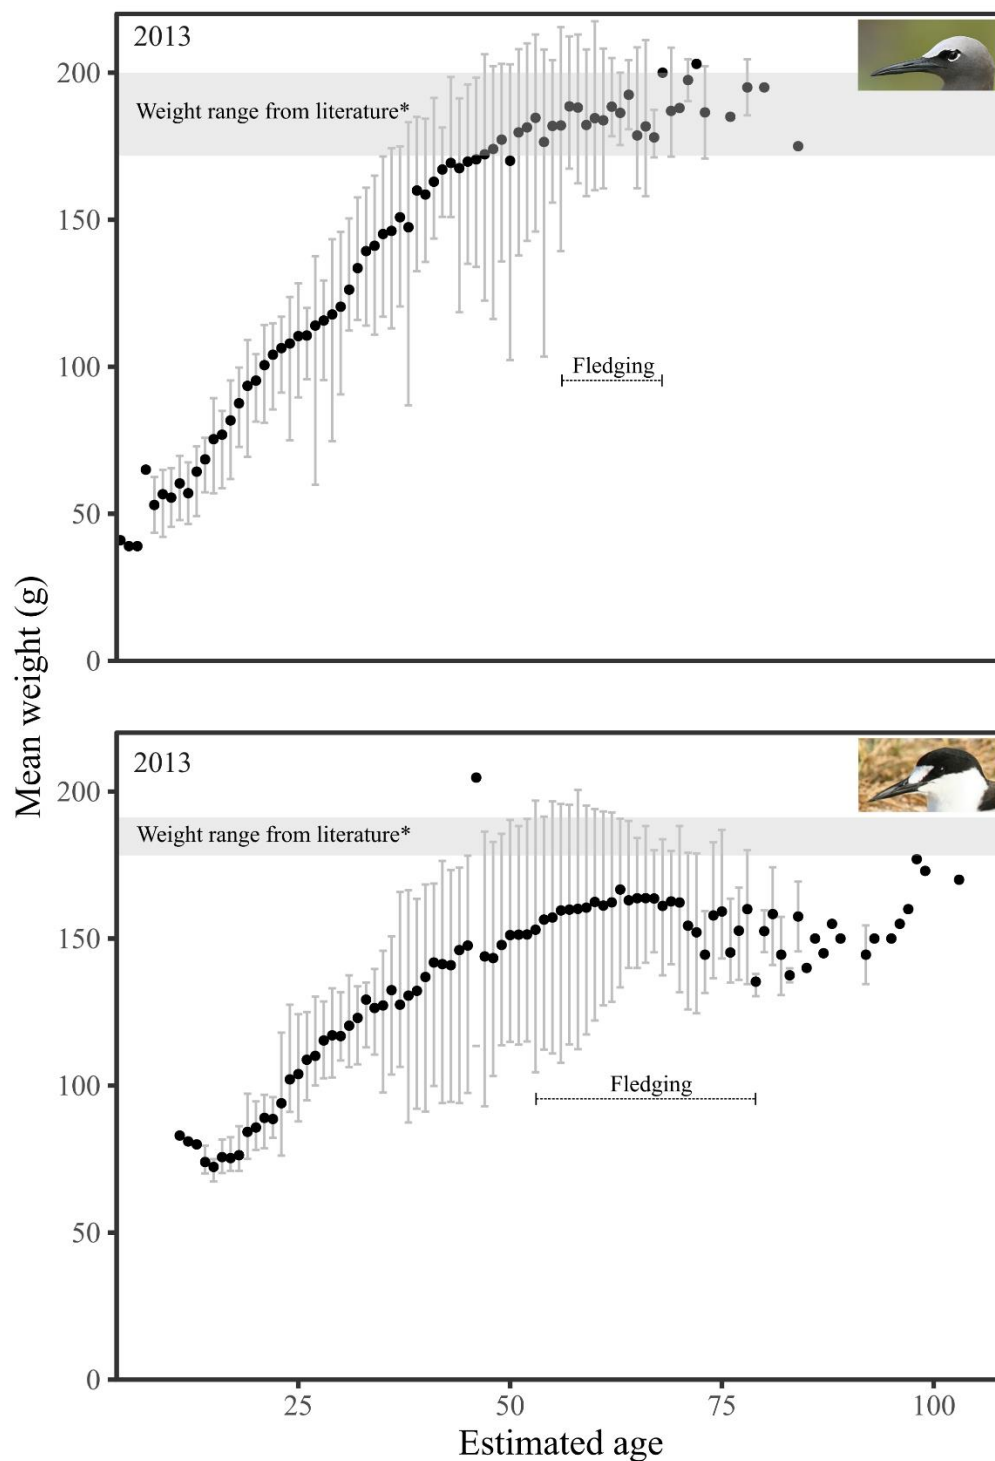 2013
200
Weight range from literature*
150
Fledging
100
50
0
Mean weight (g)
2013
200
Weight range from literature*
150
Fledging
100
50
0
25 50 75 100
Estimated age